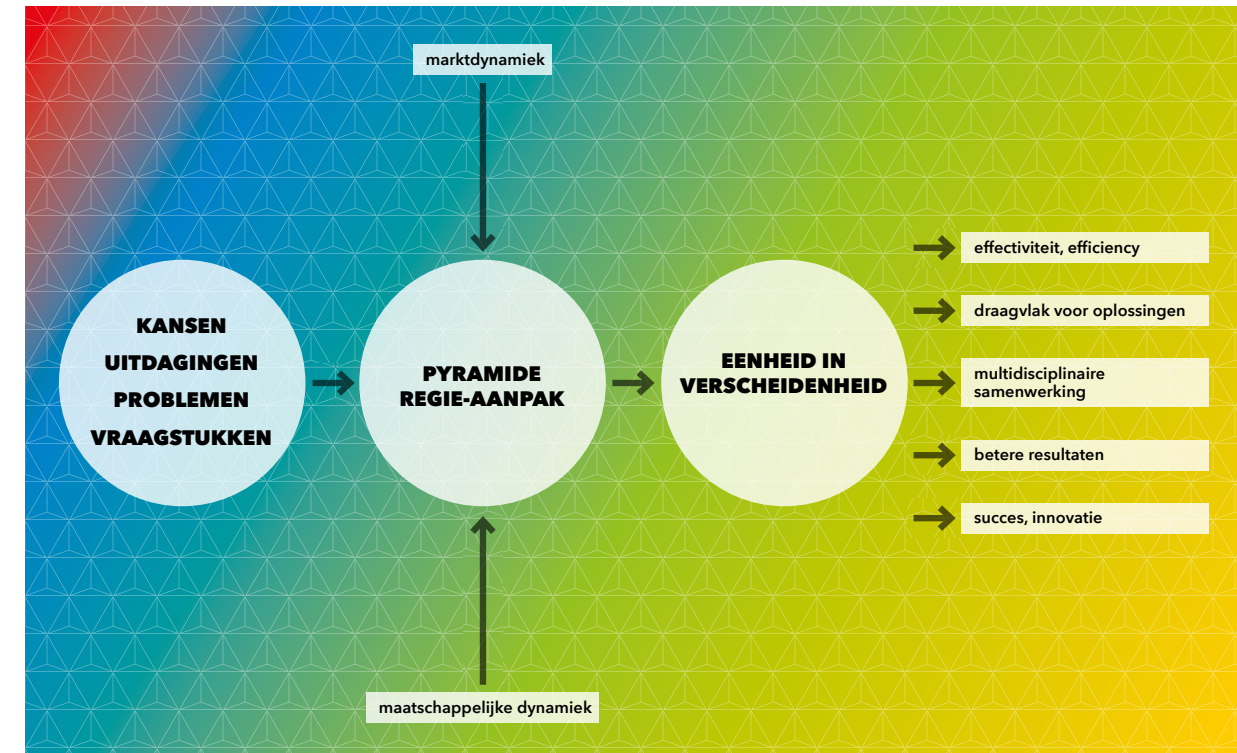 marktdynamiek
KANSEN
UITDAGINGEN
PROBLEMEN
VRAAGSTUKKEN
PYRAMIDE
REGIE-AANPAK
EENHEID IN
VERSCHEIDENHEID
effectiviteit, efficiency
draagvlak voor oplossingen
multidisciplinaire
samenwerking
betere resultaten
succes, innovatie
maatschappelijke dynamiek